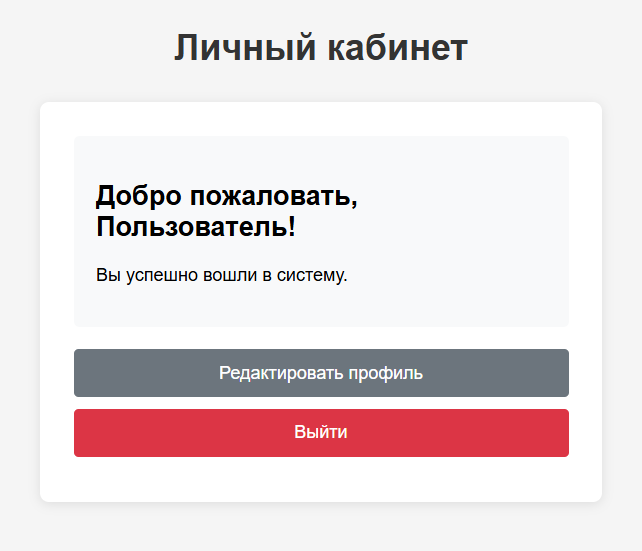 Личный кабинет
Добро пожаловать,
Пользователь!
Вы успешно вошли в систему.
Редактировать профиль
Выйти